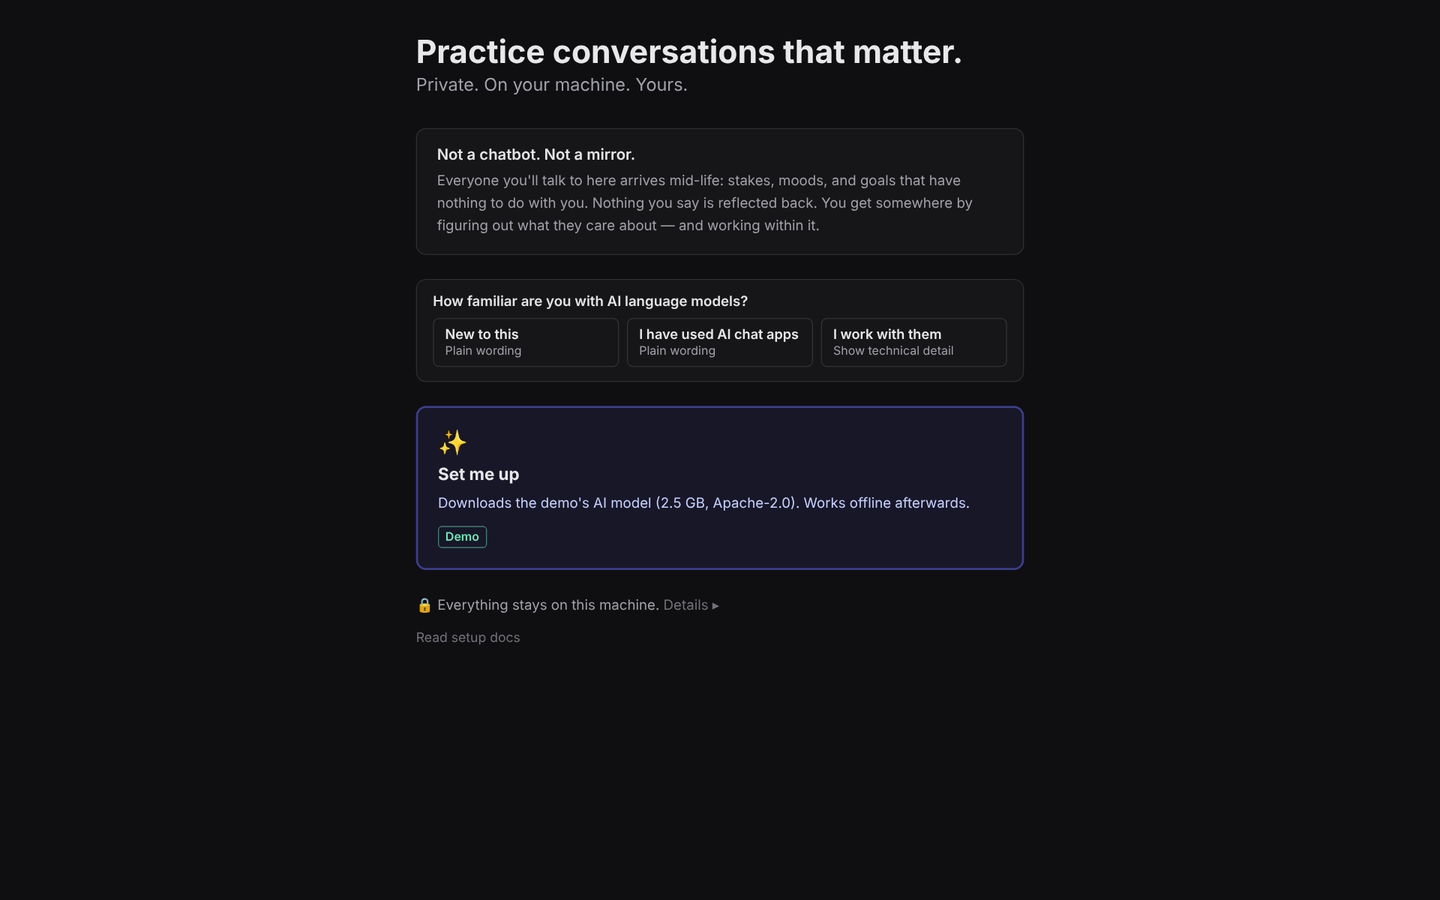 Practice conversations that matter.
Private. On your machine. Yours.
Not a chatbot. Not a mirror.
Everyone you'll talk to here arrives mid-life: stakes, moods, and goals that have
nothing to do with you. Nothing you say is reflected back. You get somewhere by
figuring out what they care about — and working within it.
How familiar are you with AI language models?
New to this
Plain wording
I have used AI chat apps
Plain wording
I work with them
Show technical detail
Set me up
Downloads the demo's AI model (2.5 GB, Apache-2.0). Works offline afterwards.
Demo
Everything stays on this machine. Details ▸
Read setup docs